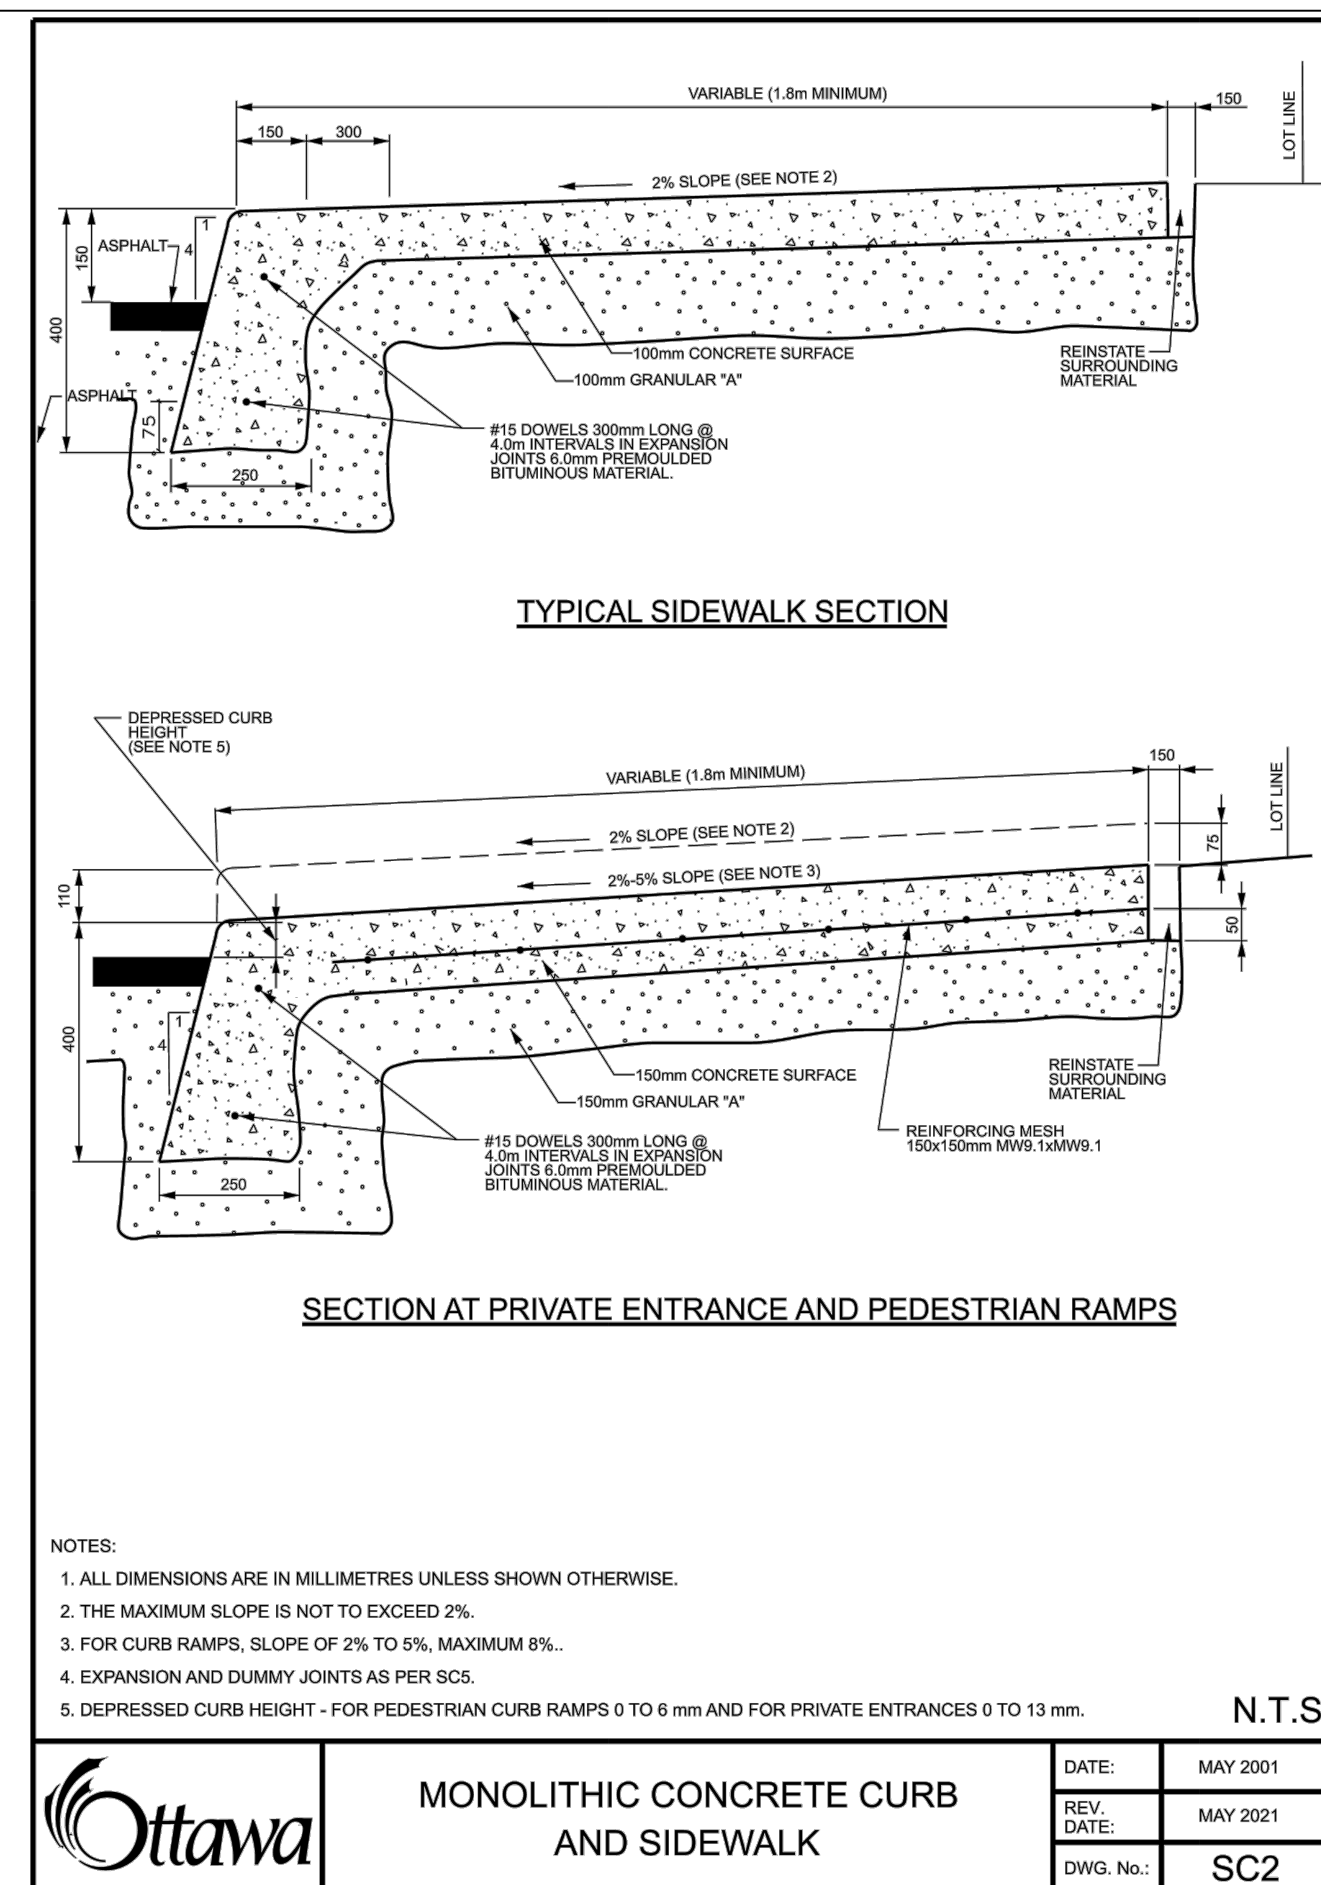 VARIABLE (1.8m MINIMUM)
150
LOT LINE
150
300
2% SLOPE (SEE NOTE 2)
1
4
ASPHALT
150
400
100mm CONCRETE SURFACE
100mm GRANULAR "A"
REINSTATE
SURROUNDING
MATERIAL
ASPHALT
75
#15 DOWELS 300mm LONG @
4.0m INTERVALS IN EXPANSION
JOINTS 6.0mm PREMOULDED
BITUMINOUS MATERIAL.
250
TYPICAL SIDEWALK SECTION
DEPRESSED CURB
HEIGHT
(SEE NOTE 5)
VARIABLE (1.8m MINIMUM)
150
LOT LINE
2% SLOPE (SEE NOTE 2)
75
2%-5% SLOPE (SEE NOTE 3)
110
50
400
1
4
150mm CONCRETE SURFACE
150mm GRANULAR "A"
REINSTATE
SURROUNDING
MATERIAL
REINFORCING MESH
150x150mm MW9.1xMW9.1
#15 DOWELS 300mm LONG @
4.0m INTERVALS IN EXPANSION
JOINTS 6.0mm PREMOULDED
BITUMINOUS MATERIAL.
250
SECTION AT PRIVATE ENTRANCE AND PEDESTRIAN RAMPS
NOTES:
1. ALL DIMENSIONS ARE IN MILLIMETRES UNLESS SHOWN OTHERWISE.
2. THE MAXIMUM SLOPE IS NOT TO EXCEED 2%.
3. FOR CURB RAMPS, SLOPE OF 2% TO 5%, MAXIMUM 8%..
4. EXPANSION AND DUMMY JOINTS AS PER SC5.
5. DEPRESSED CURB HEIGHT - FOR PEDESTRIAN CURB RAMPS 0 TO 6 mm AND FOR PRIVATE ENTRANCES 0 TO 13 mm.
N.T.S
Ottawa
MONOLITHIC CONCRETE CURB
AND SIDEWALK
DATE:
MAY 2001
REV.
DATE:
MAY 2021
DWG. No.:
SC2